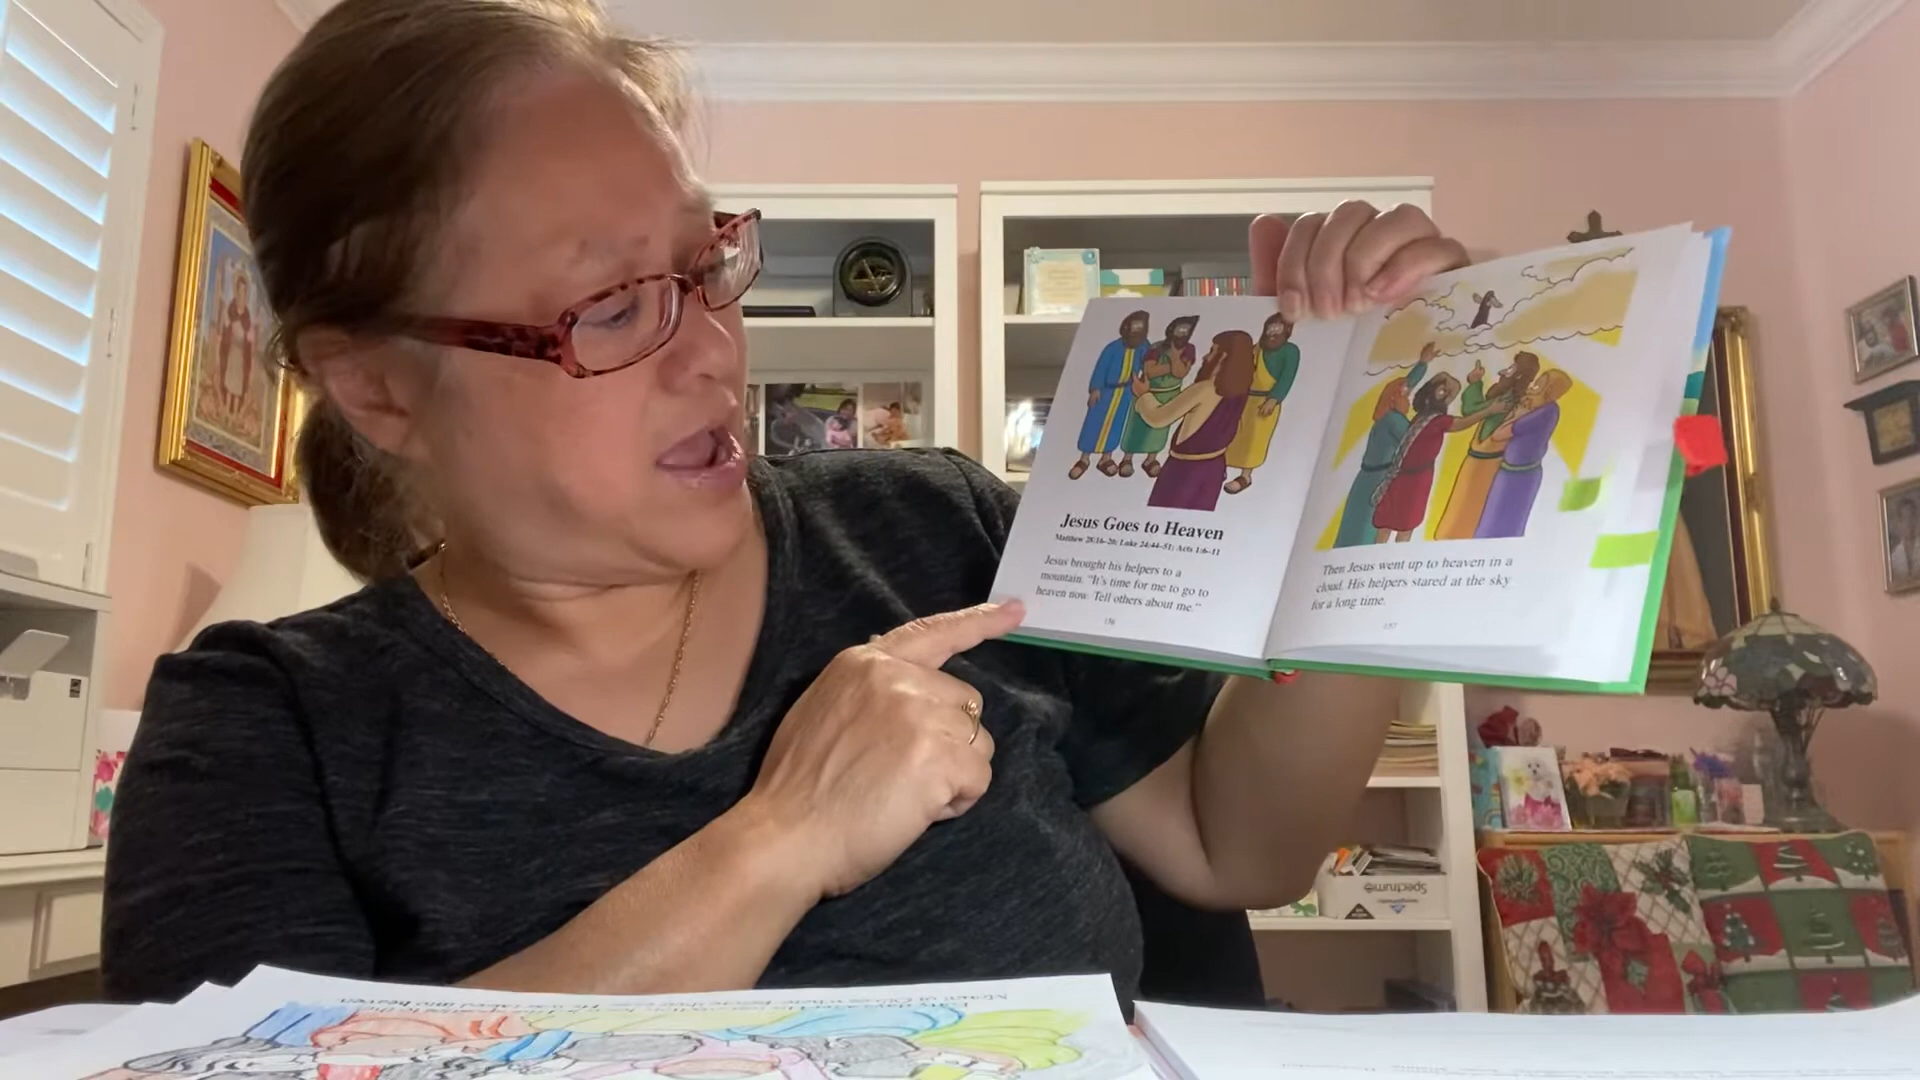 Jesus Goes to Heaven
Matthew 28:16–20; Luke 24:44–51; Acts 1:6–11
Jesus brought his helpers to a
mountain. "It's time for me to go to
heaven now. Tell others about me."
156
Then Jesus went up to heaven in a
cloud. His helpers stared at the sky
for a long time.
157
Spectrum